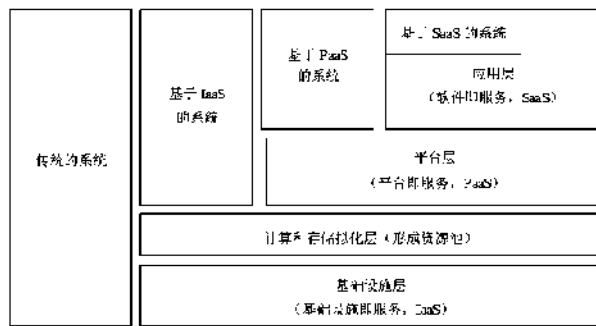 传统的系统
基于IaaS
的系统
基于PaaS
的系统
基于SaaS的系统
应用层
(软件即服务,SaaS)
平台层
(平台即服务,PaaS)
计算和存储拟化层(形成资源池)
基础设施层
(基础设施即服务,IaaS)